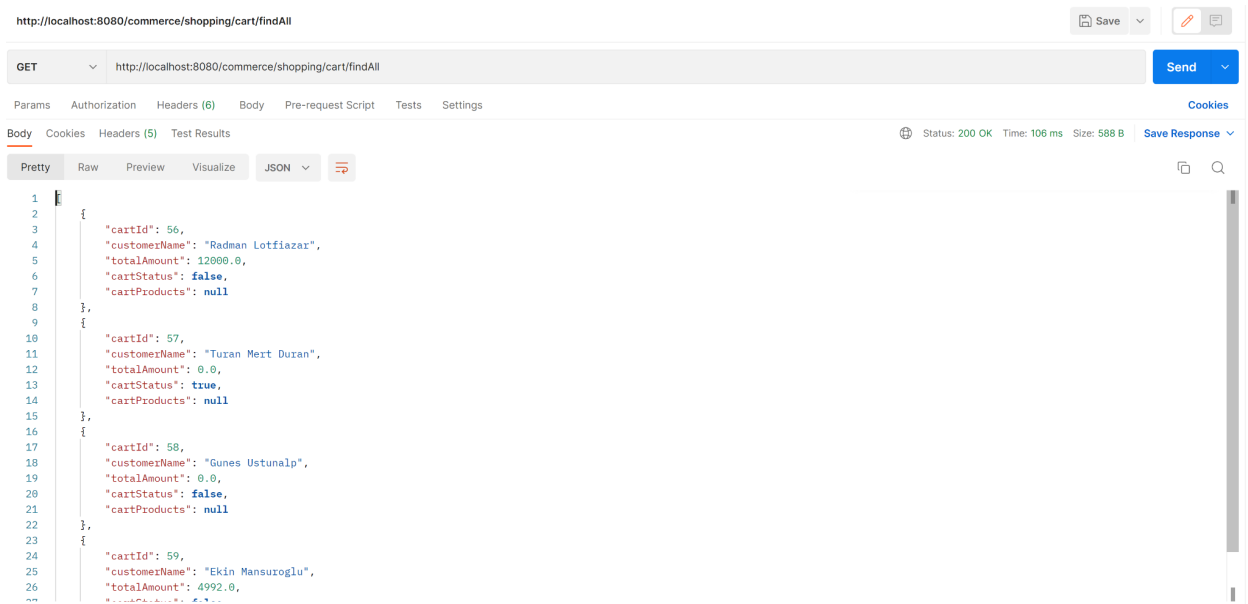 http://localhost:8080/commerce/shopping/cart/findAll
Save
GET http://localhost:8080/commerce/shopping/cart/findAll Send
Params Authorization Headers (6) Body Pre-request Script Tests Settings Cookies
Body Cookies Headers (5) Test Results Status: 200 OK Time: 106 ms Size: 588 B Save Response
Pretty Raw Preview Visualize JSON
1 [
2 {
3 "cartId": 56,
4 "customerName": "Radman Lotfiazar",
5 "totalAmount": 12000.0,
6 "cartStatus": false,
7 "cartProducts": null
8 },
9 {
10 "cartId": 57,
11 "customerName": "Turan Mert Duran",
12 "totalAmount": 0.0,
13 "cartStatus": true,
14 "cartProducts": null
15 },
16 {
17 "cartId": 58,
18 "customerName": "Gunes Ustunalp",
19 "totalAmount": 0.0,
20 "cartStatus": false,
21 "cartProducts": null
22 },
23 {
24 "cartId": 59,
25 "customerName": "Ekin Mansuroglu",
26 "totalAmount": 4992.0,
27 "cartStatus": false,